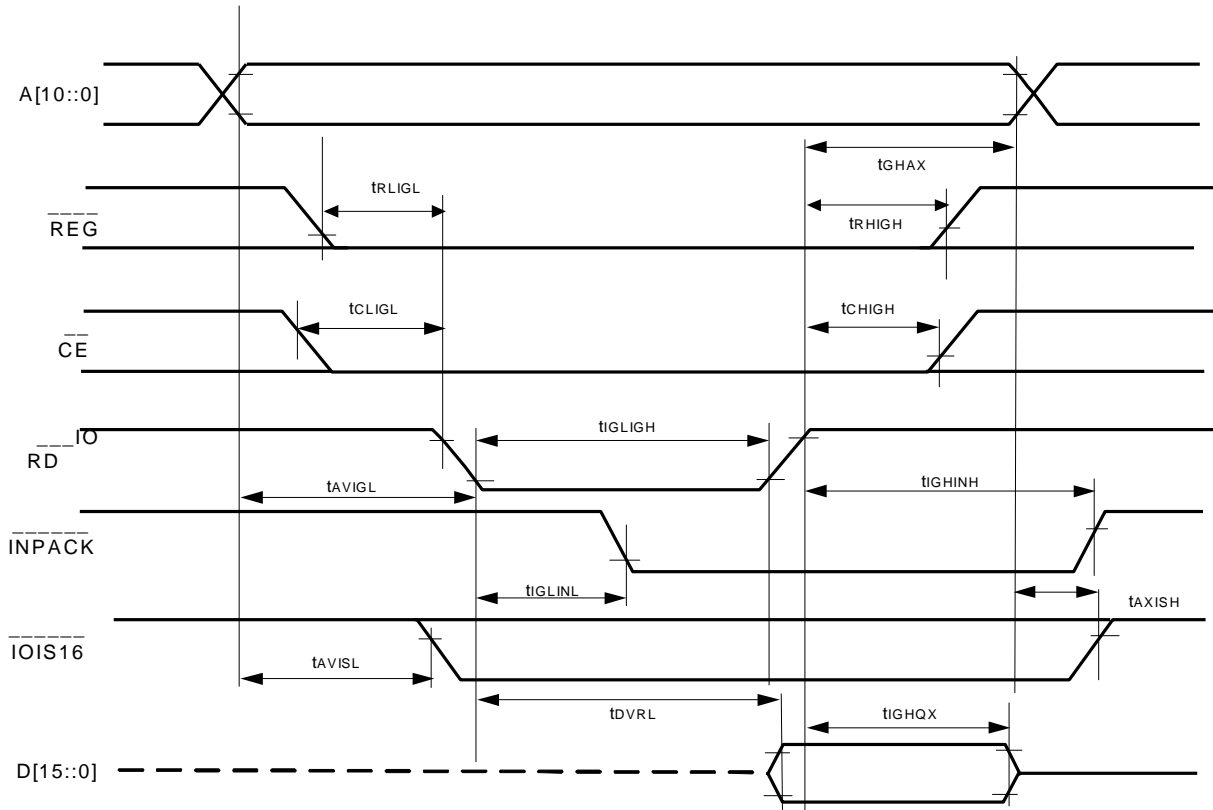 A[10::0]
tGHAX
tRLIGL
REG
tRHIGH
tCLIGL
tCHIGH
CE
IO
RD
tIGLIGH
tAVIGL
tIGHINH
INPACK
tIGLINL
tAXISH
IOIS16
tAVISL
tDVRL
tIGHQX
D[15::0]